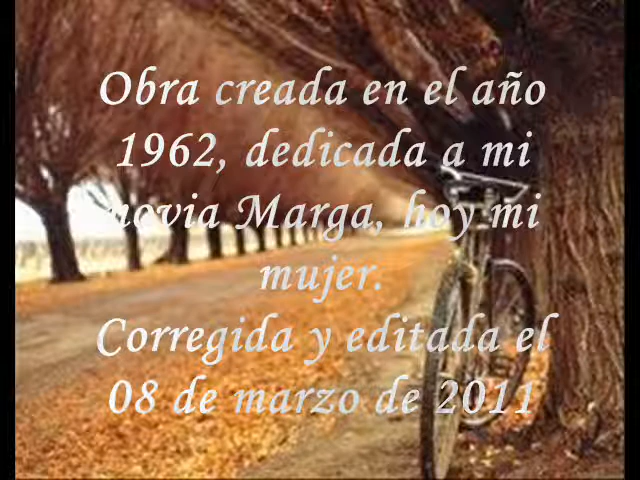 Obra creada en el año
1962, dedicada a mi
novia Marga, hoy mi
mujer.
Corregida y editada el
08 de marzo de 2011